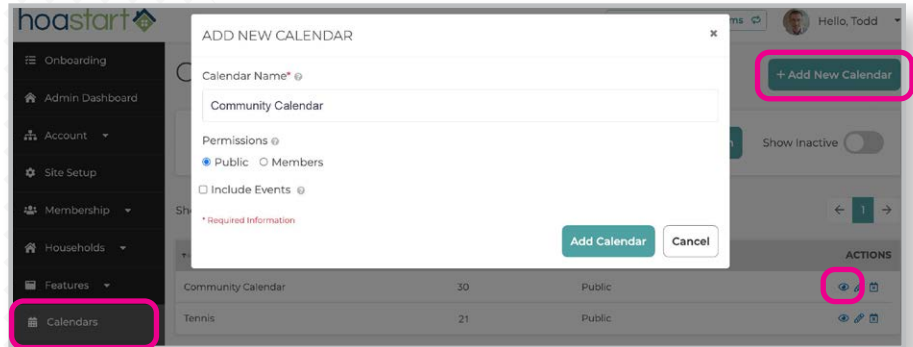 hoastart
ms
Hello, Todd
Onboarding
Admin Dashboard
Account
Site Setup
Membership
Households
Features
Calendars
+ Add New Calendar
Show Inactive
Sh
1
ADD NEW CALENDAR
×
Calendar Name*
Community Calendar
Permissions
Public Members
Include Events
* Required Information
Add Calendar Cancel
ACTIONS
Community Calendar 30 Public
Tennis 21 Public